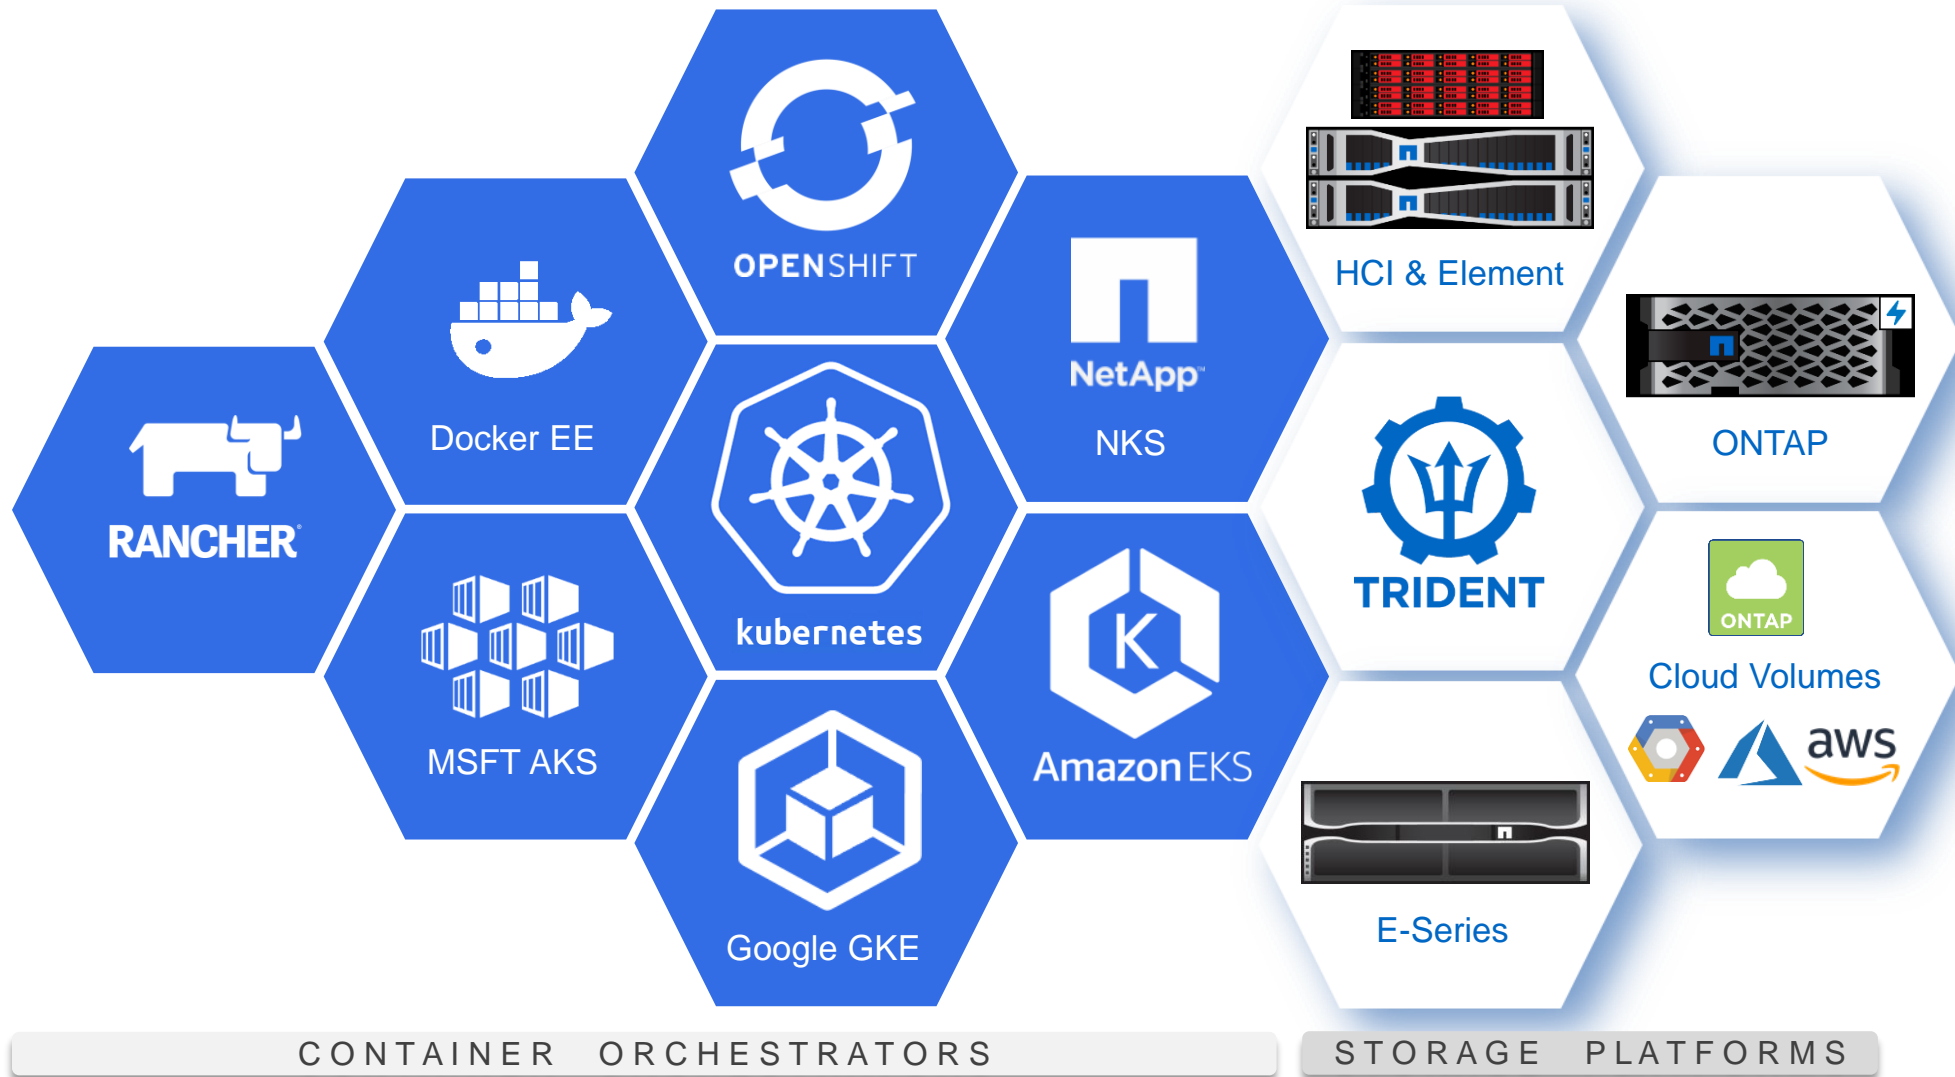 OPENSHIFT
HCI & Element
Docker EE
NetApp™
NKS
ONTAP
RANCHER®
kubernetes
TRIDENT
ONTAP
Cloud Volumes
MSFT AKS
Amazon EKS
aws
Google GKE
E-Series
CONTAINER ORCHESTRATORS
STORAGE PLATFORMS
K